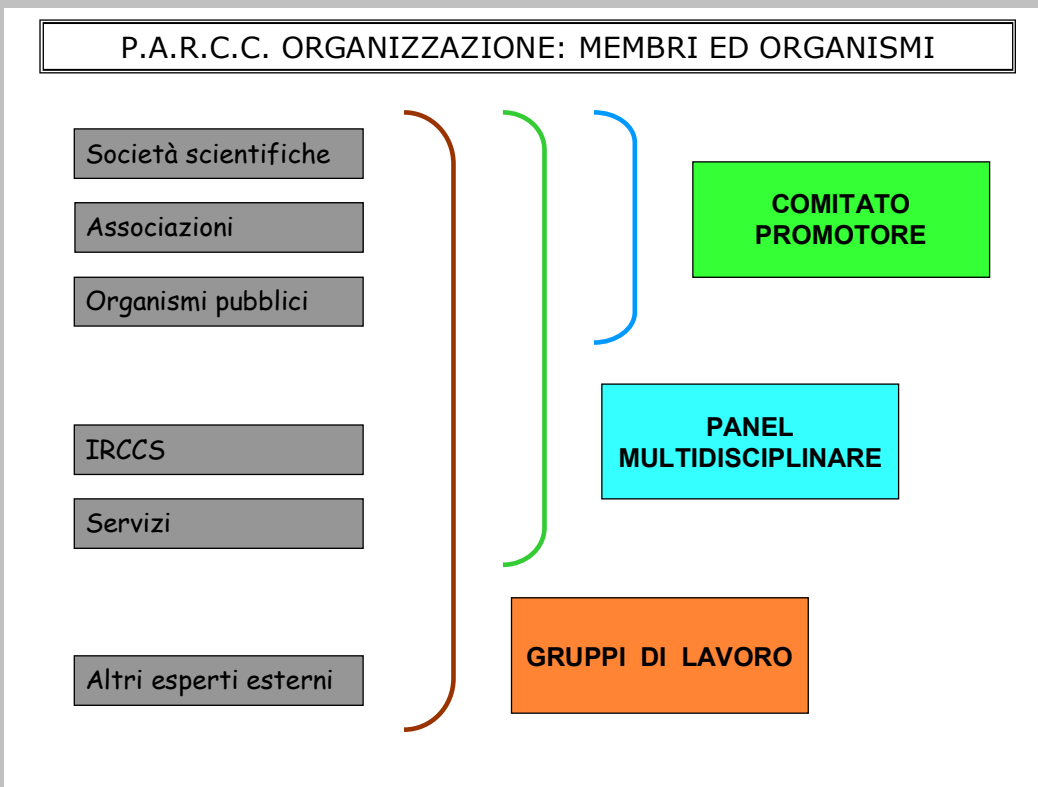 P.A.R.C.C. ORGANIZZAZIONE: MEMBRI ED ORGANISMI
Società scientifiche
Associazioni
Organismi pubblici
IRCCS
Servizi
Altri esperti esterni
COMITATO
PROMOTORE
PANEL
MULTIDISCIPLINARE
GRUPPI DI LAVORO